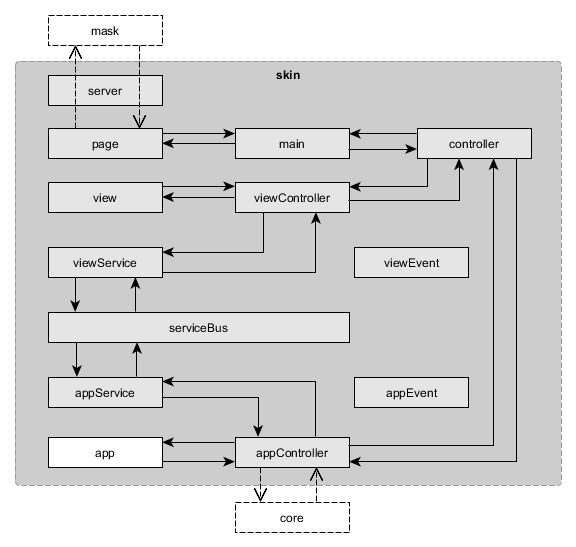 mask
skin
server
page
main
controller
view
viewController
viewService
viewEvent
serviceBus
appService
appEvent
app
appController
core